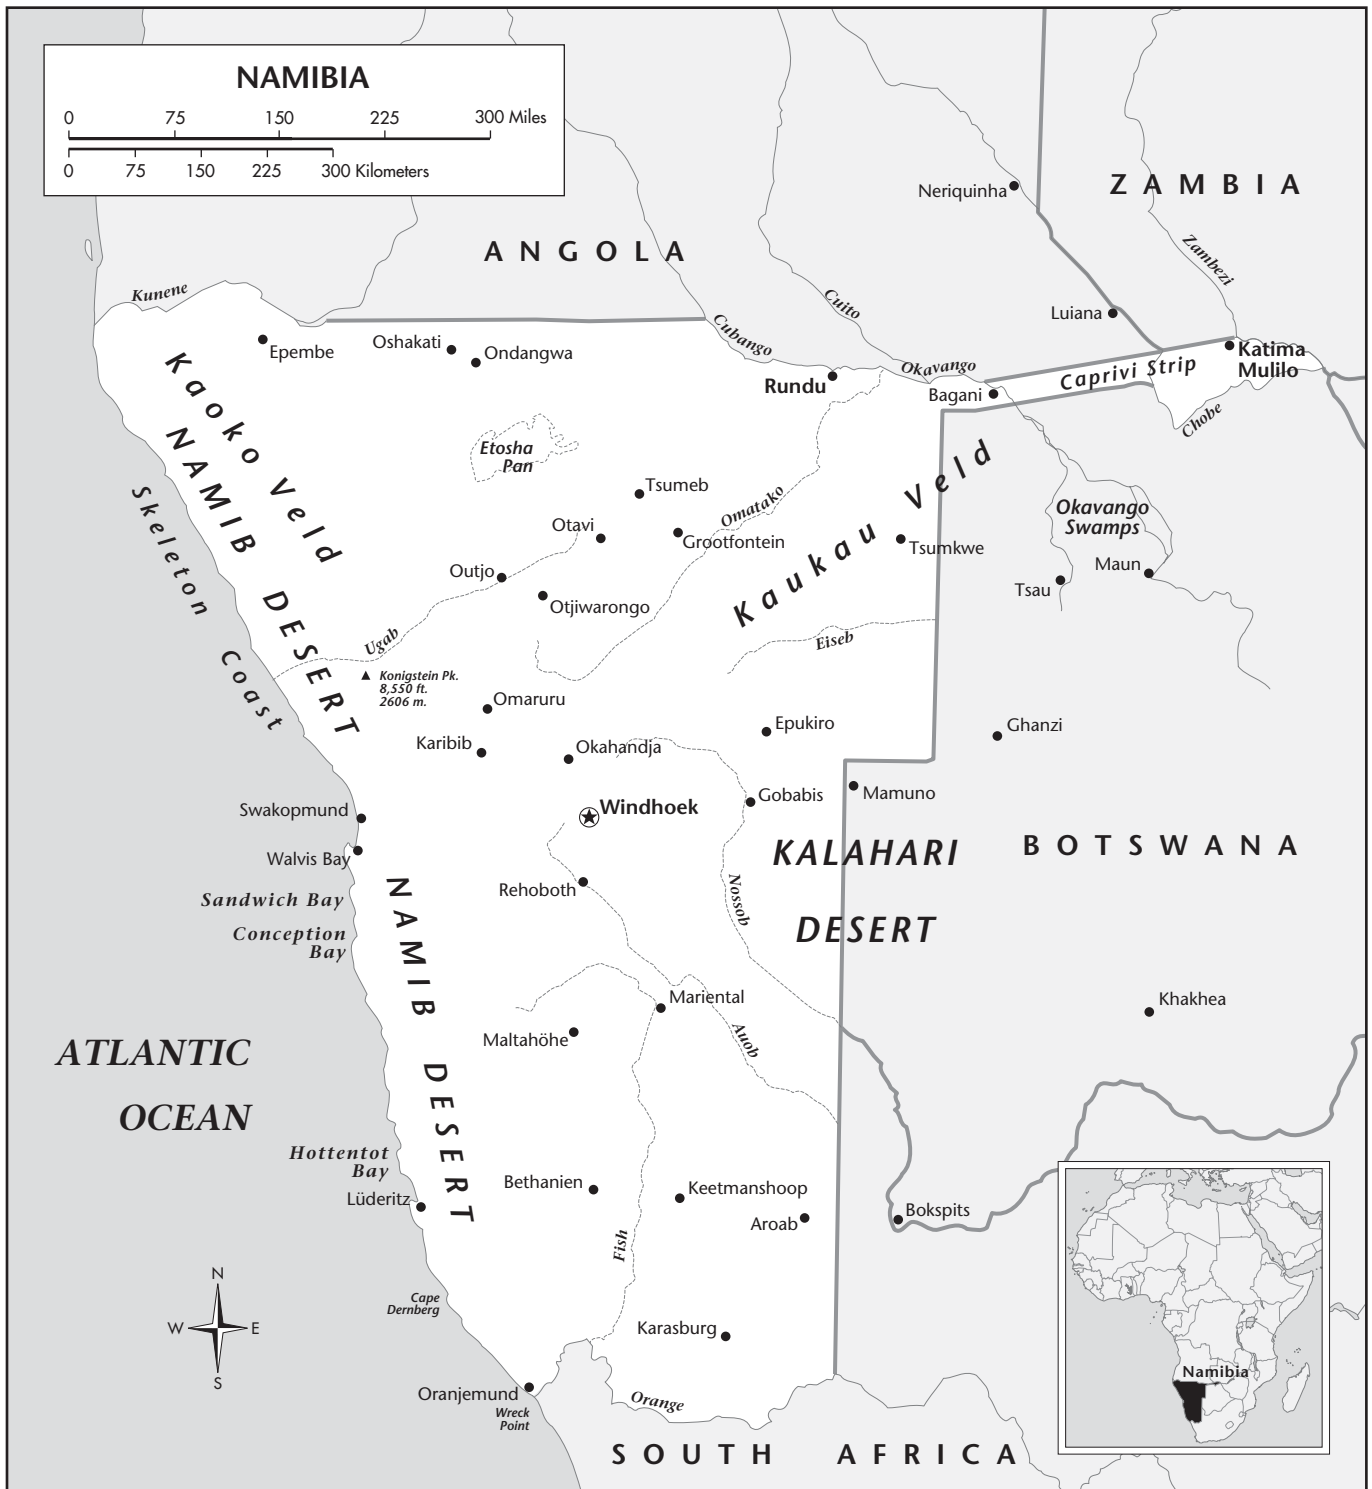 NAMIBIA
0 75 150 225 300 Miles
0 75 150 225 300 Kilometers
ZAMBIA
Neriquinha
ANGOLA
Zambezi
Kunene
Cuito
Luiana
Cubango
Epembe
Oshakati
Ondangwa
Okavango
Katima
Mulilo
Caprivi Strip
Rundu
Bagani
Chobe
Kaoko Veld
NAMIB DESERT
Skeleton Coast
Etosha
Pan
Tsumeb
Omatako
Kaukau Veld
Okavango
Swamps
Otavi
Grootfontein
Tsumkwe
Maun
Outjo
Tsau
Otjiwarongo
Ugab
Eiseb
Konigstein Pk.
8,550 ft.
2606 m.
Omaruru
Epukiro
Ghanzi
Karibib
Okahandja
Swakopmund
Windhoek
Gobabis
Mamuno
Walvis Bay
KALAHARI
DESERT
BOTSWANA
Rehoboth
Nossob
Sandwich Bay
Conception
Bay
NAMIB DESERT
Mariental
Khakhea
Maltahöhe
Auob
ATLANTIC
OCEAN
Hottentot
Bay
Lüderitz
Bethanien
Keetmanshoop
Aroab
Bokspits
Fish
N
W E
S
Cape
Dernberg
Karasburg
Oranjemund
Wreck
Point
Orange
SOUTH AFRICA
Namibia